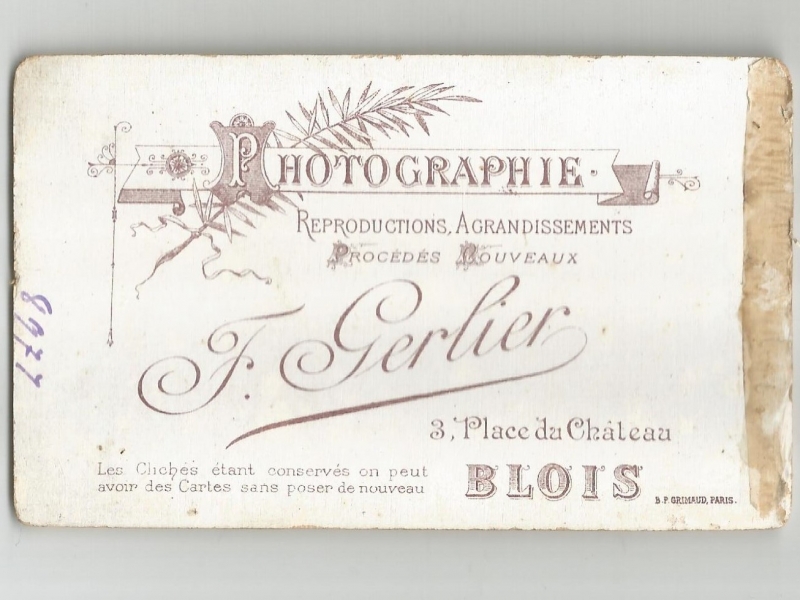 PHOTOGRAPHIE
REPRODUCTIONS, AGRANDISSEMENTS
PROCÉDÉS NOUVEAUX
F. Gerlier
3, Place du Château
BLOIS
Les Clichés étant conservés on peut
avoir des Cartes sans poser de nouveau
B. P. GRIMAUD, PARIS.